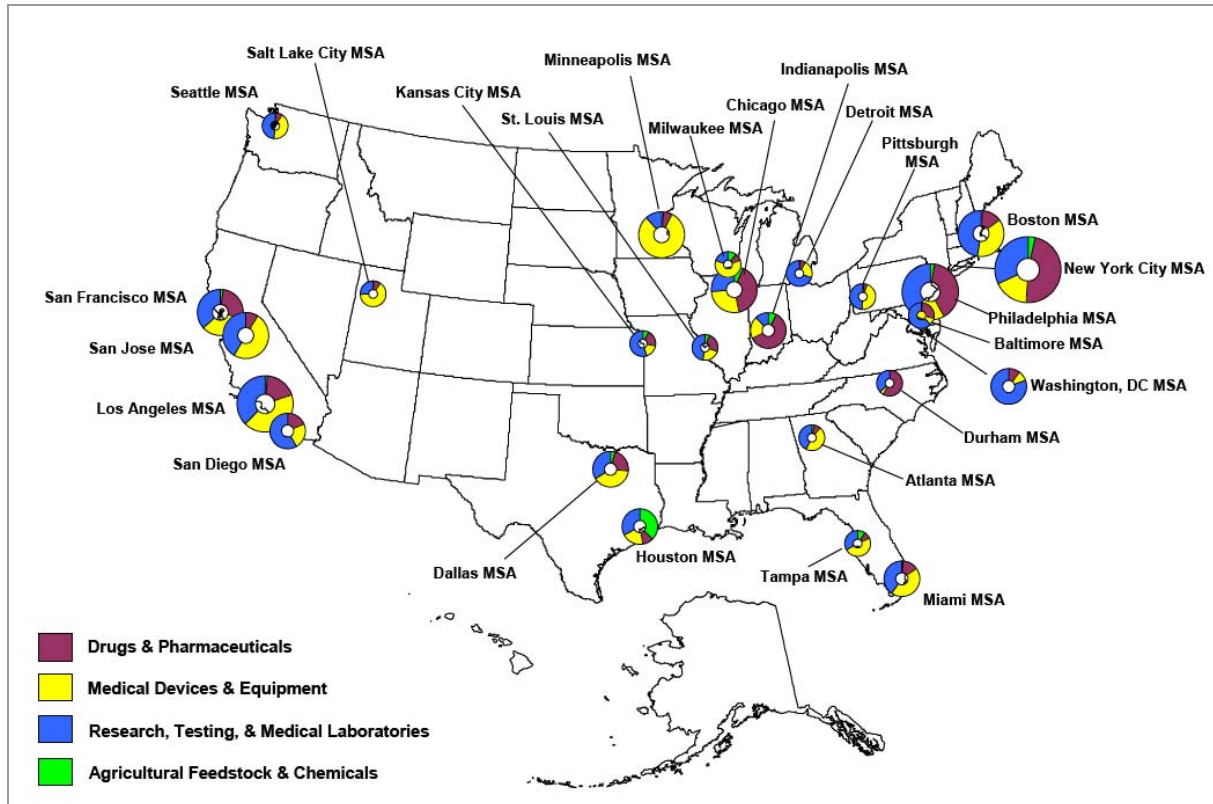 Salt Lake City MSA
Minneapolis MSA
Indianapolis MSA
Seattle MSA
Kansas City MSA
Chicago MSA
St. Louis MSA
Milwaukee MSA
Detroit MSA
Pittsburgh
MSA
Boston MSA
New York City MSA
San Francisco MSA
Philadelphia MSA
San Jose MSA
Baltimore MSA
Washington, DC MSA
Los Angeles MSA
Durham MSA
San Diego MSA
Atlanta MSA
Houston MSA
Dallas MSA
Tampa MSA
Miami MSA
Drugs & Pharmaceuticals
Medical Devices & Equipment
Research, Testing, & Medical Laboratories
Agricultural Feedstock & Chemicals